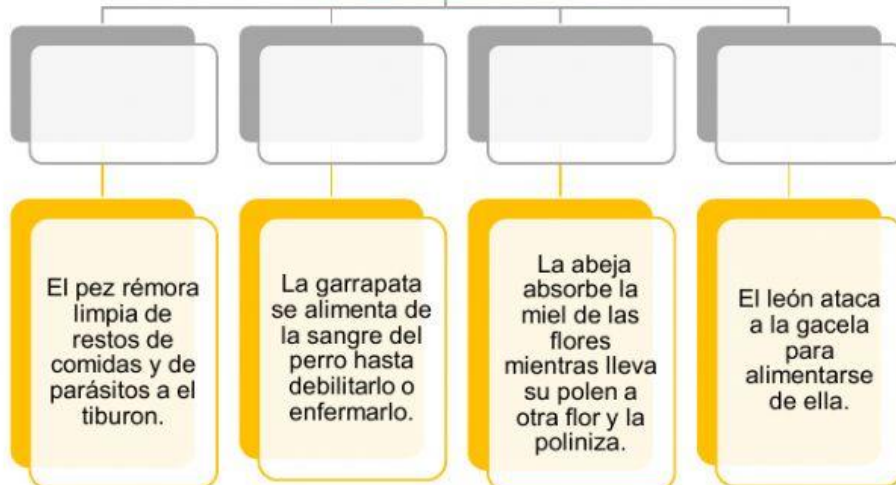 El pez rémora
limpia de
restos de
comidas y de
parásitos a el
tiburon.
La garrapata
se alimenta de
la sangre del
perro hasta
debilitarlo o
enfermarlo.
La abeja
absorbe la
miel de las
flores
mientras lleva
su polen a
otra flor y la
poliniza.
El león ataca
a la gacela
para
alimentarse
de ella.